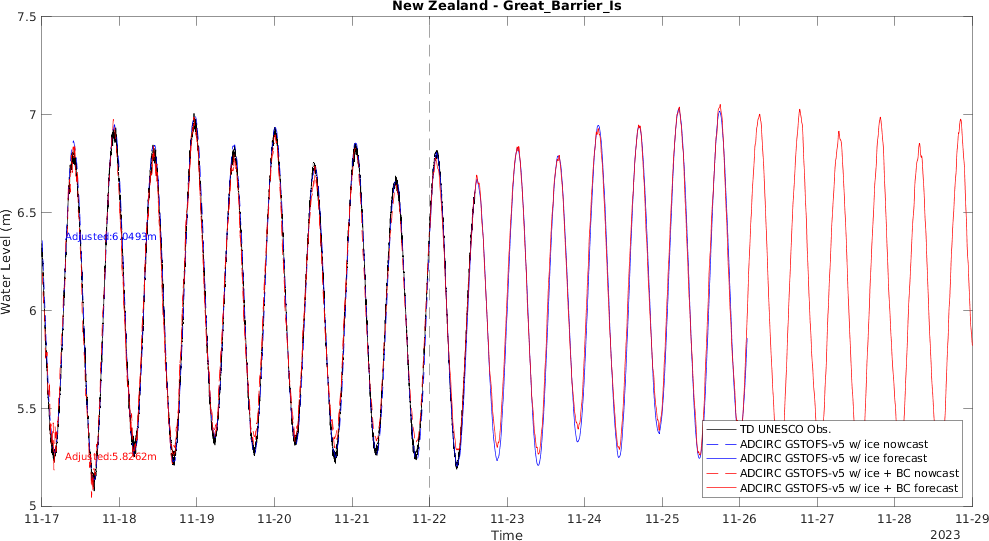 New Zealand - Great_Barrier_Is
7.5
7
6.5
6
5.5
5
Water Level (m)
Adjusted:6.0493m
Adjusted:5.8262m
TD UNESCO Obs.
ADCIRC GSTOFS-v5 w/ ice nowcast
ADCIRC GSTOFS-v5 w/ ice forecast
ADCIRC GSTOFS-v5 w/ ice + BC nowcast
ADCIRC GSTOFS-v5 w/ ice + BC forecast
11-17 11-18 11-19 11-20 11-21 11-22 11-23 11-24 11-25 11-26 11-27 11-28 11-29
Time
2023